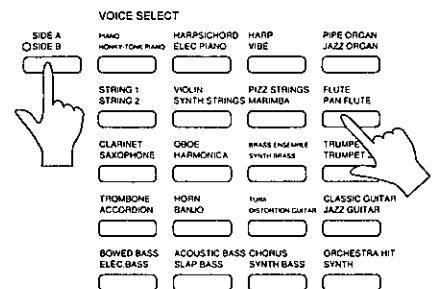 VOICE SELECT
SIDE A
SIDE B
PIANO
HONKY-TONK PIANO
HARPSICHORD
ELEC PIANO
HARP
VIBE
PIPE ORGAN
JAZZ ORGAN
STRING 1
STRING 2
VIOLIN
SYNTH STRINGS
PIZZ STRINGS
MARIMBA
FLUTE
PAN FLUTE
CLARINET
SAXOPHONE
OBOE
HARMONICA
BRASS ENSEMBLE
SYNTH BRASS
TRUMPE
TRUMPET
TROMBONE
ACCORDION
HORN
BANJO
TUBA
DISTORTION GUITAR
CLASSIC GUITAR
JAZZ GUITAR
BOWED BASS
ELEC.BASS
ACOUSTIC BASS
SLAP BASS
CHORUS
SYNTH BASS
ORCHESTRA HIT
SYNTH